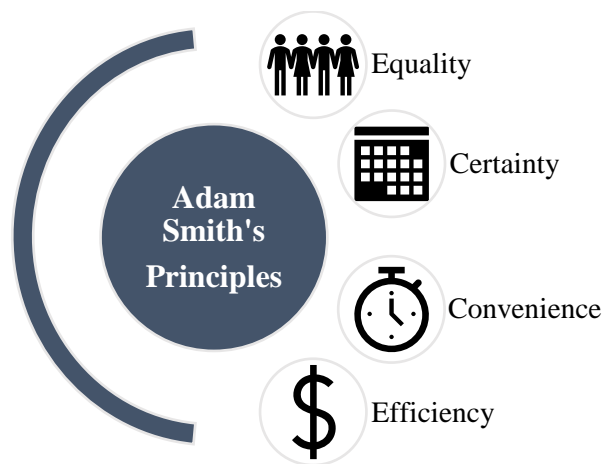 Equality
Certainty
Adam
Smith's
Principles
Convenience
Efficiency